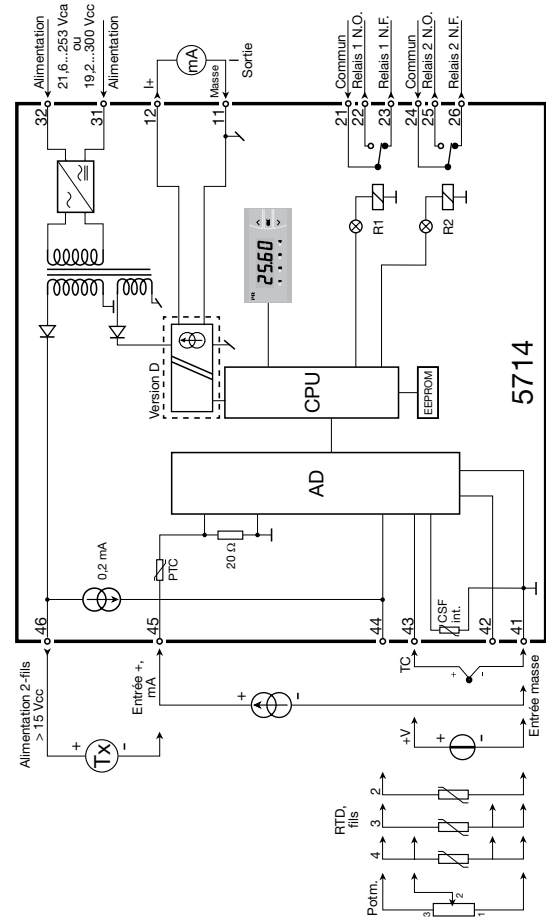 Alimentation
21,6...253 Vca
ou
19,2...300 Vcc
Alimentation
32
31
I+
12
mA
Masse
11
I
Sortie
Commun
Relais 1 N.O.
Relais 1 N.F.
21
22
23
Commun
Relais 2 N.O.
Relais 2 N.F.
24
25
26
R1
R2
PR
25.60
Version D
CPU
EEPROM
5714
AD
20 Ω
PTC
0,2 mA
CSF
int.
46
45
44
43
42
41
Alimentation 2-fils
> 15 Vcc
+
Tx
-
Entrée +,
mA
+
-
TC
+
-
Entrée masse
+V
+
-
RTD,
fils
2
3
4
Potm.
3
2
1